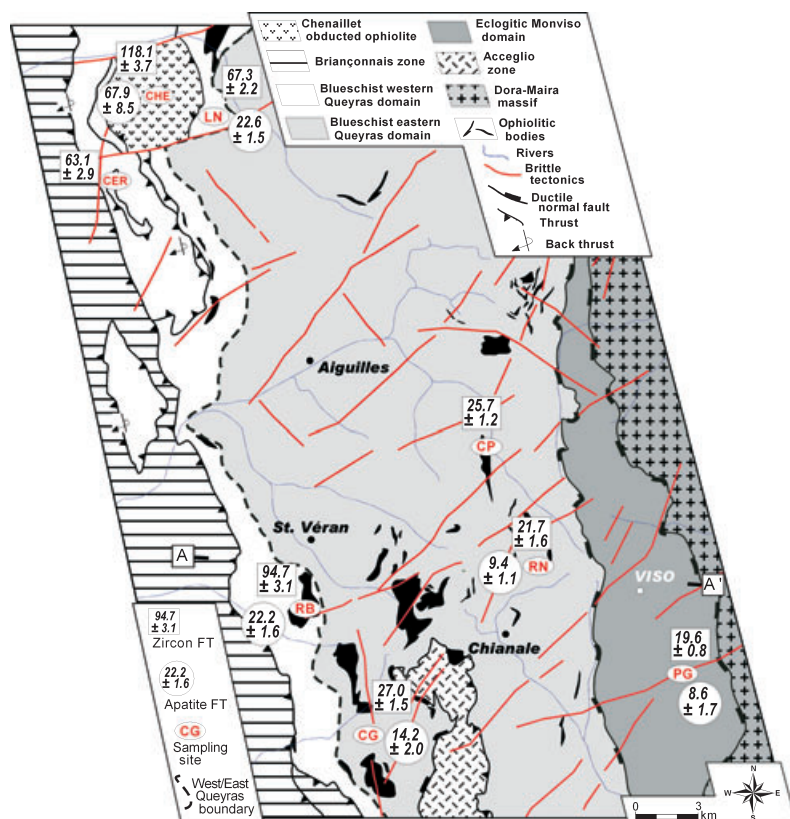 Chenaillet
obducted ophiolite
Briançonnais zone
Blueschist western
Queyras domain
Blueschist eastern
Queyras domain
Eclogitic Monviso
domain
Acceglio
zone
Dora-Maira
massif
Ophiolitic
bodies
Rivers
Brittle
tectonics
Ductile
normal fault
Thrust
Back thrust
118.1
± 3.7
67.9
± 8.5
CHE
67.3
± 2.2
LN
22.6
± 1.5
63.1
± 2.9
CER
Aiguilles
25.7
± 1.2
CP
St. Véran
21.7
± 1.6
9.4
± 1.1
RN
A
94.7
± 3.1
RB
22.2
± 1.6
VISO
A'
Chianale
19.6
± 0.8
PG
8.6
± 1.7
27.0
± 1.5
CG
14.2
± 2.0
94.7
± 3.1
Zircon FT
22.2
± 1.6
Apatite FT
CG
Sampling
site
West/East
Queyras
boundary
N
W E
S
0 3
km